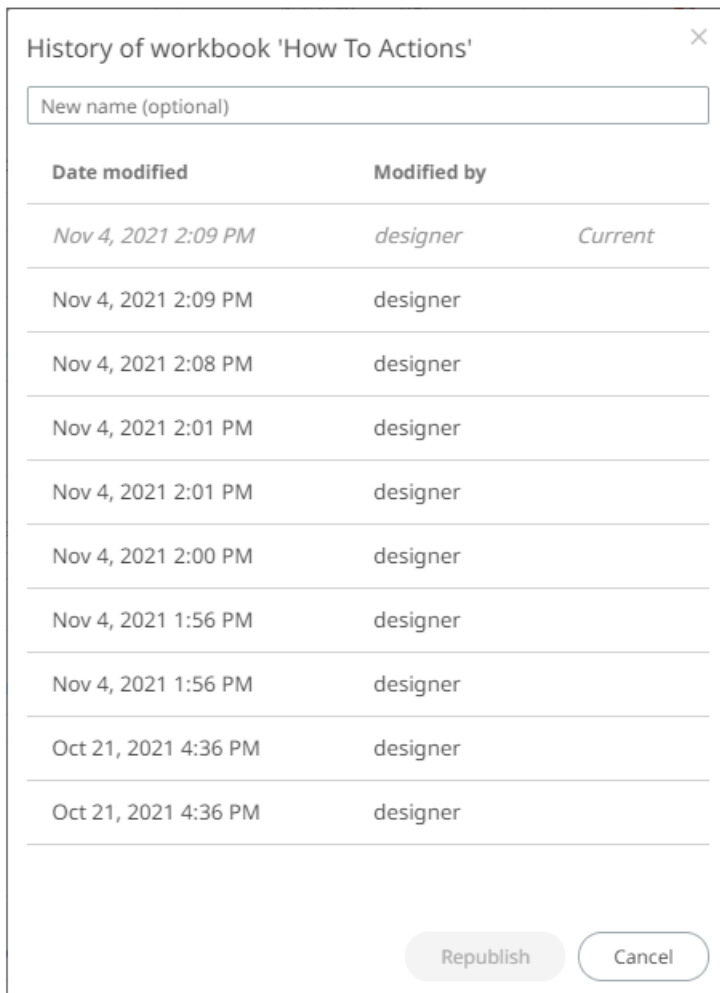 History of workbook 'How To Actions'
New name (optional)
Date modified Modified by
Nov 4, 2021 2:09 PM designer Current
Nov 4, 2021 2:09 PM designer
Nov 4, 2021 2:08 PM designer
Nov 4, 2021 2:01 PM designer
Nov 4, 2021 2:01 PM designer
Nov 4, 2021 2:00 PM designer
Nov 4, 2021 1:56 PM designer
Nov 4, 2021 1:56 PM designer
Oct 21, 2021 4:36 PM designer
Oct 21, 2021 4:36 PM designer
Republish Cancel